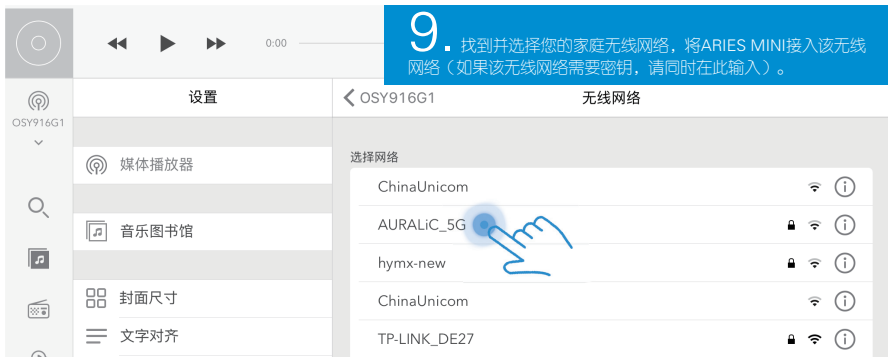 0:00
9. 找到并选择您的家庭无线网络，将ARIES MINI接入该无线
网络（如果该无线网络需要密钥，请同时在此输入）。
OSY916G1
设置
媒体播放器
音乐图书馆
封面尺寸
文字对齐
OSY916G1
无线网络
选择网络
ChinaUnicom
AURALiC_5G
hymx-new
ChinaUnicom
TP-LINK_DE27